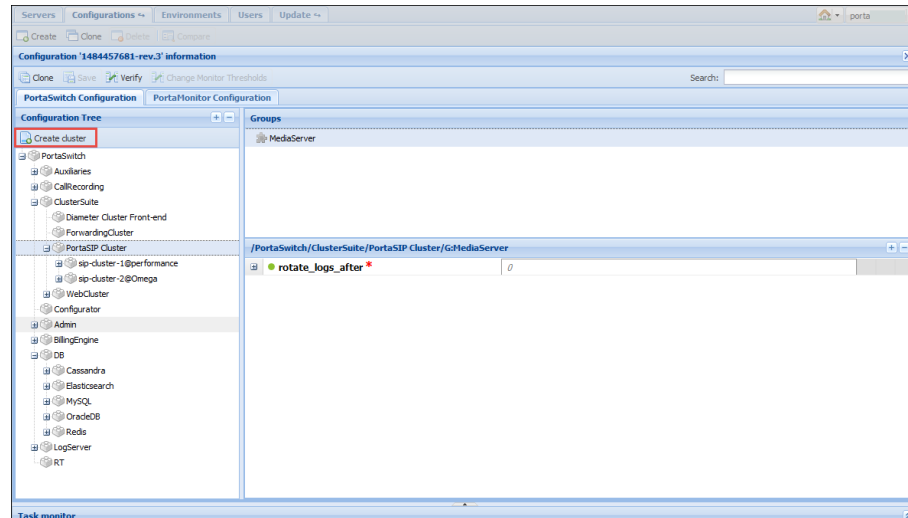 Servers Configurations Environments Users Update porta
Create Clone Delete Compare
Configuration '1484457681-rev.3' information
Clone Save Verify Change Monitor Thresholds Search:
PortaSwitch Configuration PortaMonitor Configuration
Configuration Tree
Groups
Create cluster
MediaServer
PortaSwitch
Auxiliaries
CallRecording
ClusterSuite
Diameter Cluster Front-end
ForwardingCluster
PortaSIP Cluster
/PortaSwitch/ClusterSuite/PortaSIP Cluster/G:MediaServer
sip-cluster-1@performance
rotate_logs_after * 0
sip-cluster-2@Omega
WebCluster
Configurator
Admin
BillingEngine
DB
Cassandra
Elasticsearch
MySQL
OracleDB
Redis
LogServer
RT
Task monitor